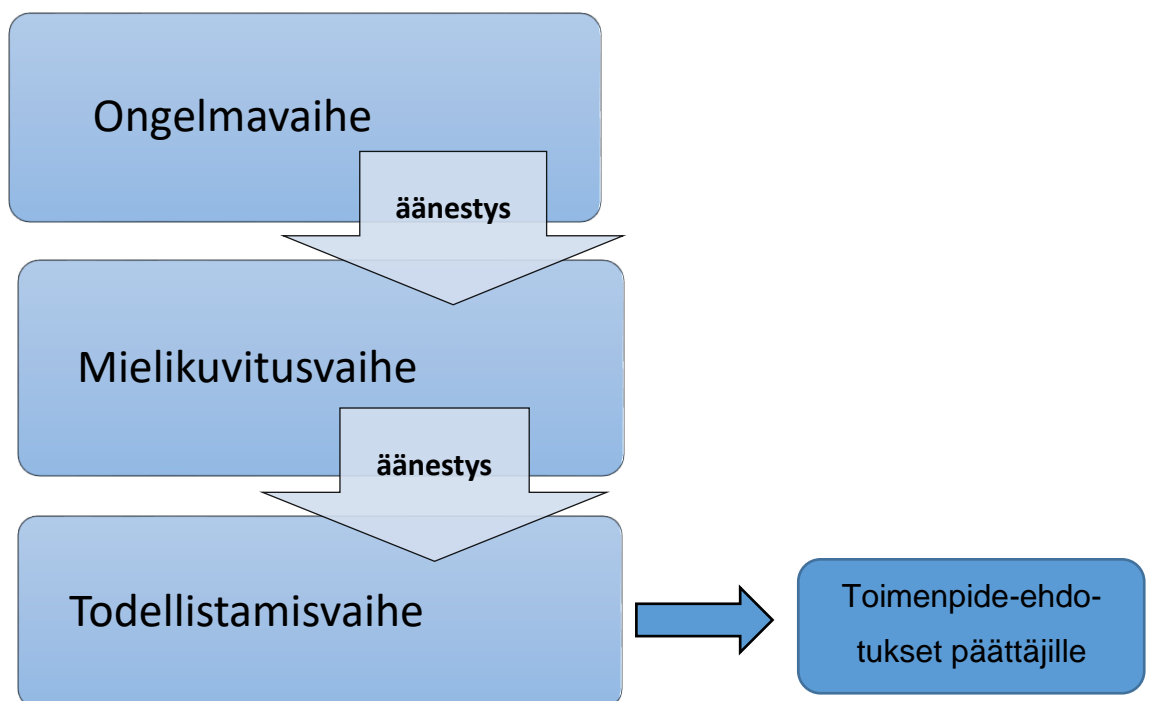 Ongelmavaihe
äänestys
Mielikuvitusvaihe
äänestys
Todellistamisvaihe
Toimenpide-ehdo-
tukset päättäjille